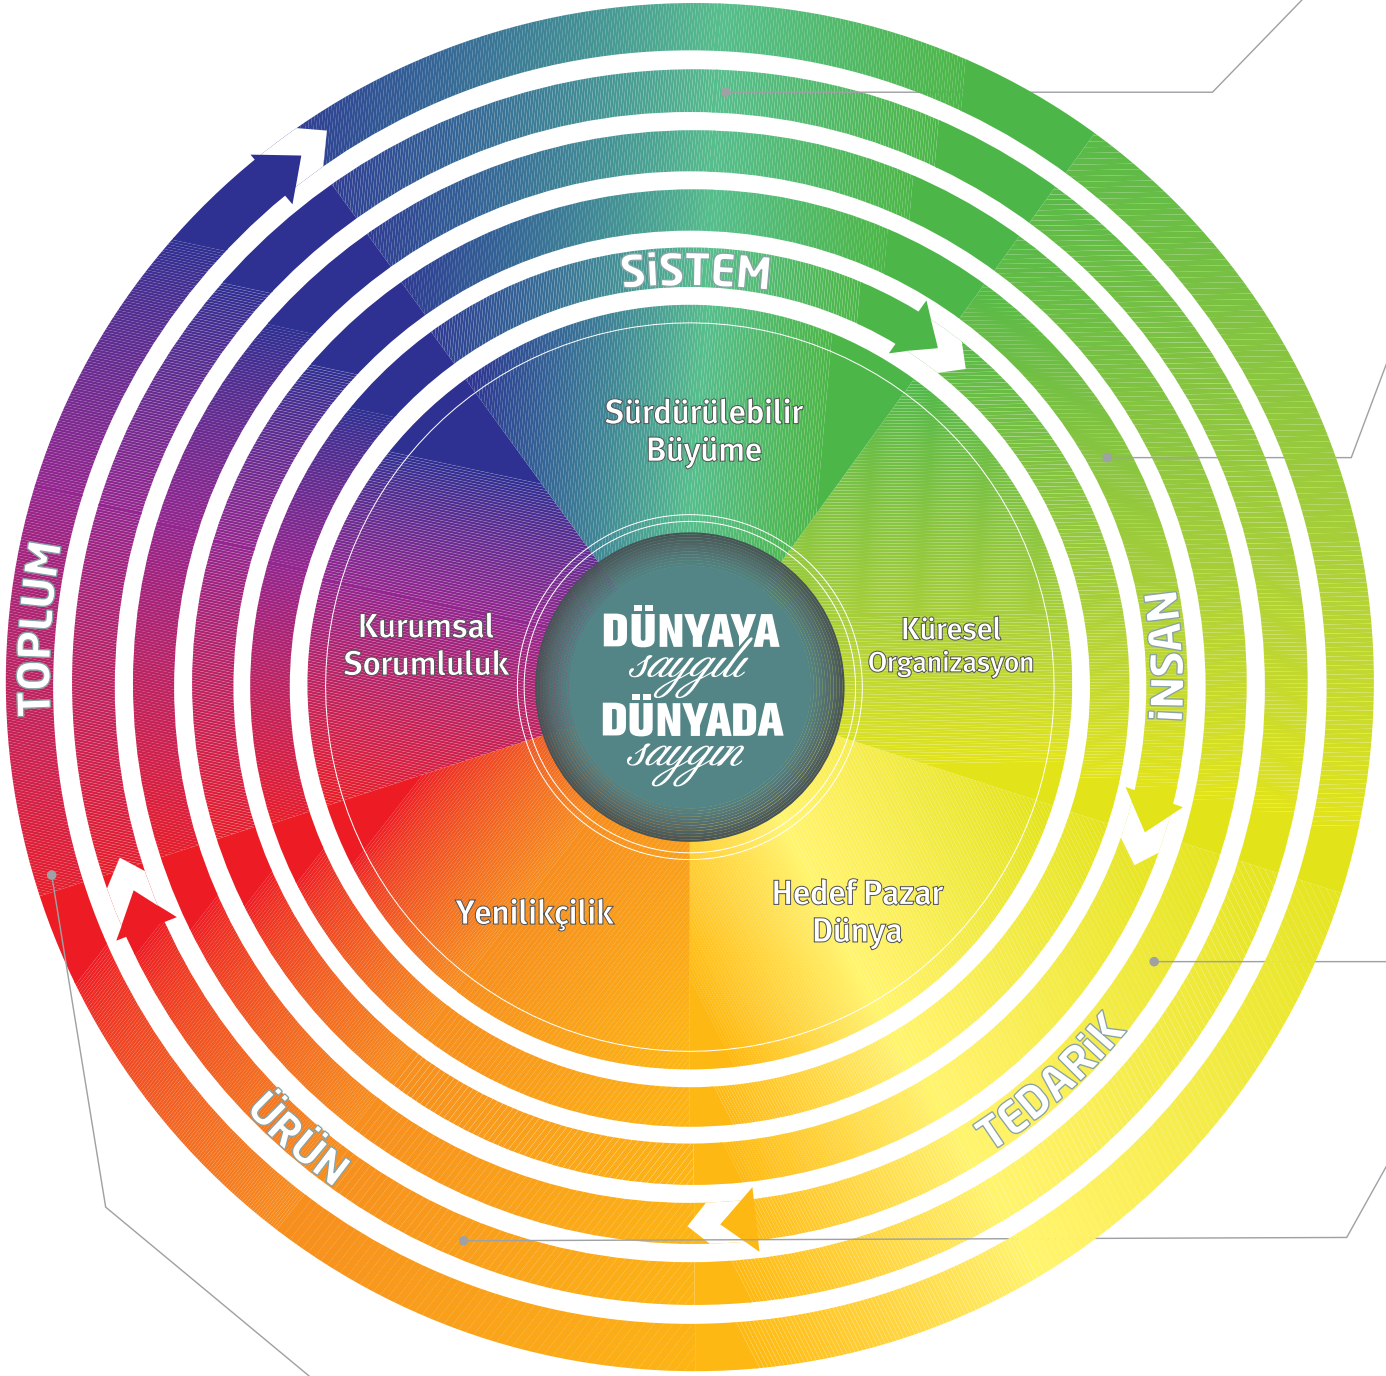 SİSTEM
Sürdürülebilir
Büyüme
TOPLUM
Kurumsal
Sorumluluk
DÜNYAYA
saygılı
DÜNYADA
saygın
Küresel
Organizasyon
İNSAN
Yenilikçilik
Hedef Pazar
Dünya
TEDARİK
ÜRÜN